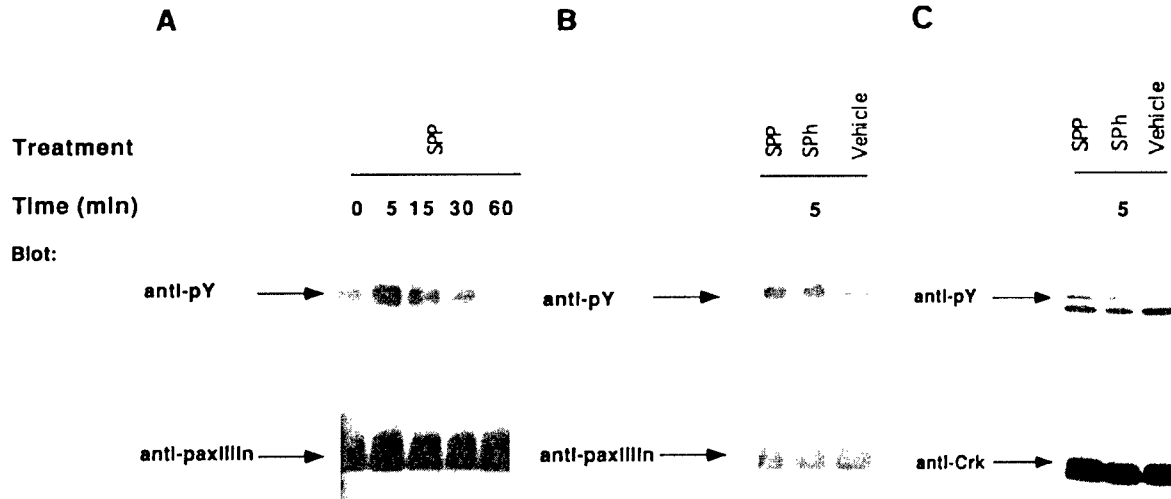 A B C
Treatment SPP SPP SPh Vehicle SPP SPh Vehicle
Time (min) 0 5 15 30 60 5 5
Blot:
anti-pY anti-pY anti-pY
anti-paxillin anti-paxillin anti-Crk